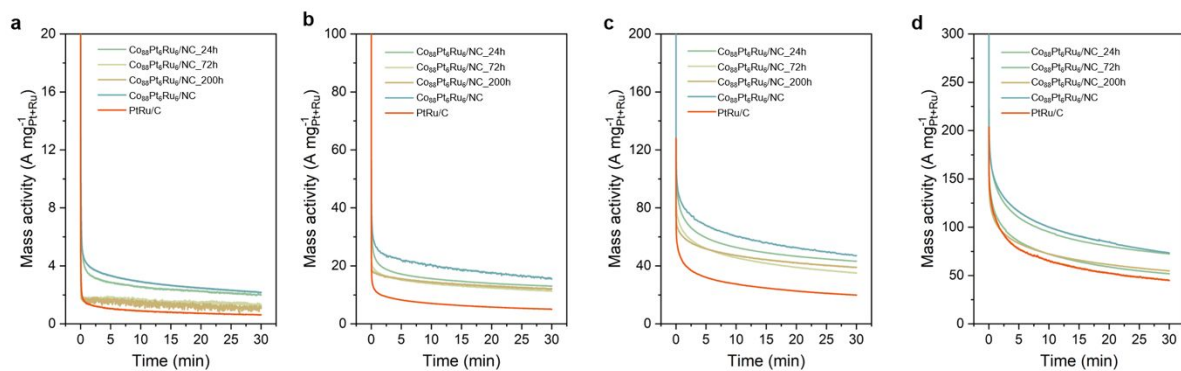 a
Mass activity (A mg⁻¹Pt+Ru)
20
16
12
8
4
0
Co₈₈Pt₆Ru₆/NC_24h
Co₈₈Pt₆Ru₆/NC_72h
Co₈₈Pt₆Ru₆/NC_200h
Co₈₈Pt₆Ru₆/NC
PtRu/C
0 5 10 15 20 25 30
Time (min)
b
Mass activity (A mg⁻¹Pt+Ru)
100
80
60
40
20
0
Co₈₈Pt₆Ru₆/NC_24h
Co₈₈Pt₆Ru₆/NC_72h
Co₈₈Pt₆Ru₆/NC_200h
Co₈₈Pt₆Ru₆/NC
PtRu/C
0 5 10 15 20 25 30
Time (min)
c
Mass activity (A mg⁻¹Pt+Ru)
200
150
100
50
0
Co₈₈Pt₆Ru₆/NC_24h
Co₈₈Pt₆Ru₆/NC_72h
Co₈₈Pt₆Ru₆/NC_200h
Co₈₈Pt₆Ru₆/NC
PtRu/C
0 5 10 15 20 25 30
Time (min)
d
Mass activity (A mg⁻¹Pt+Ru)
300
250
200
150
100
50
0
Co₈₈Pt₆Ru₆/NC_24h
Co₈₈Pt₆Ru₆/NC_72h
Co₈₈Pt₆Ru₆/NC_200h
Co₈₈Pt₆Ru₆/NC
PtRu/C
0 5 10 15 20 25 30
Time (min)